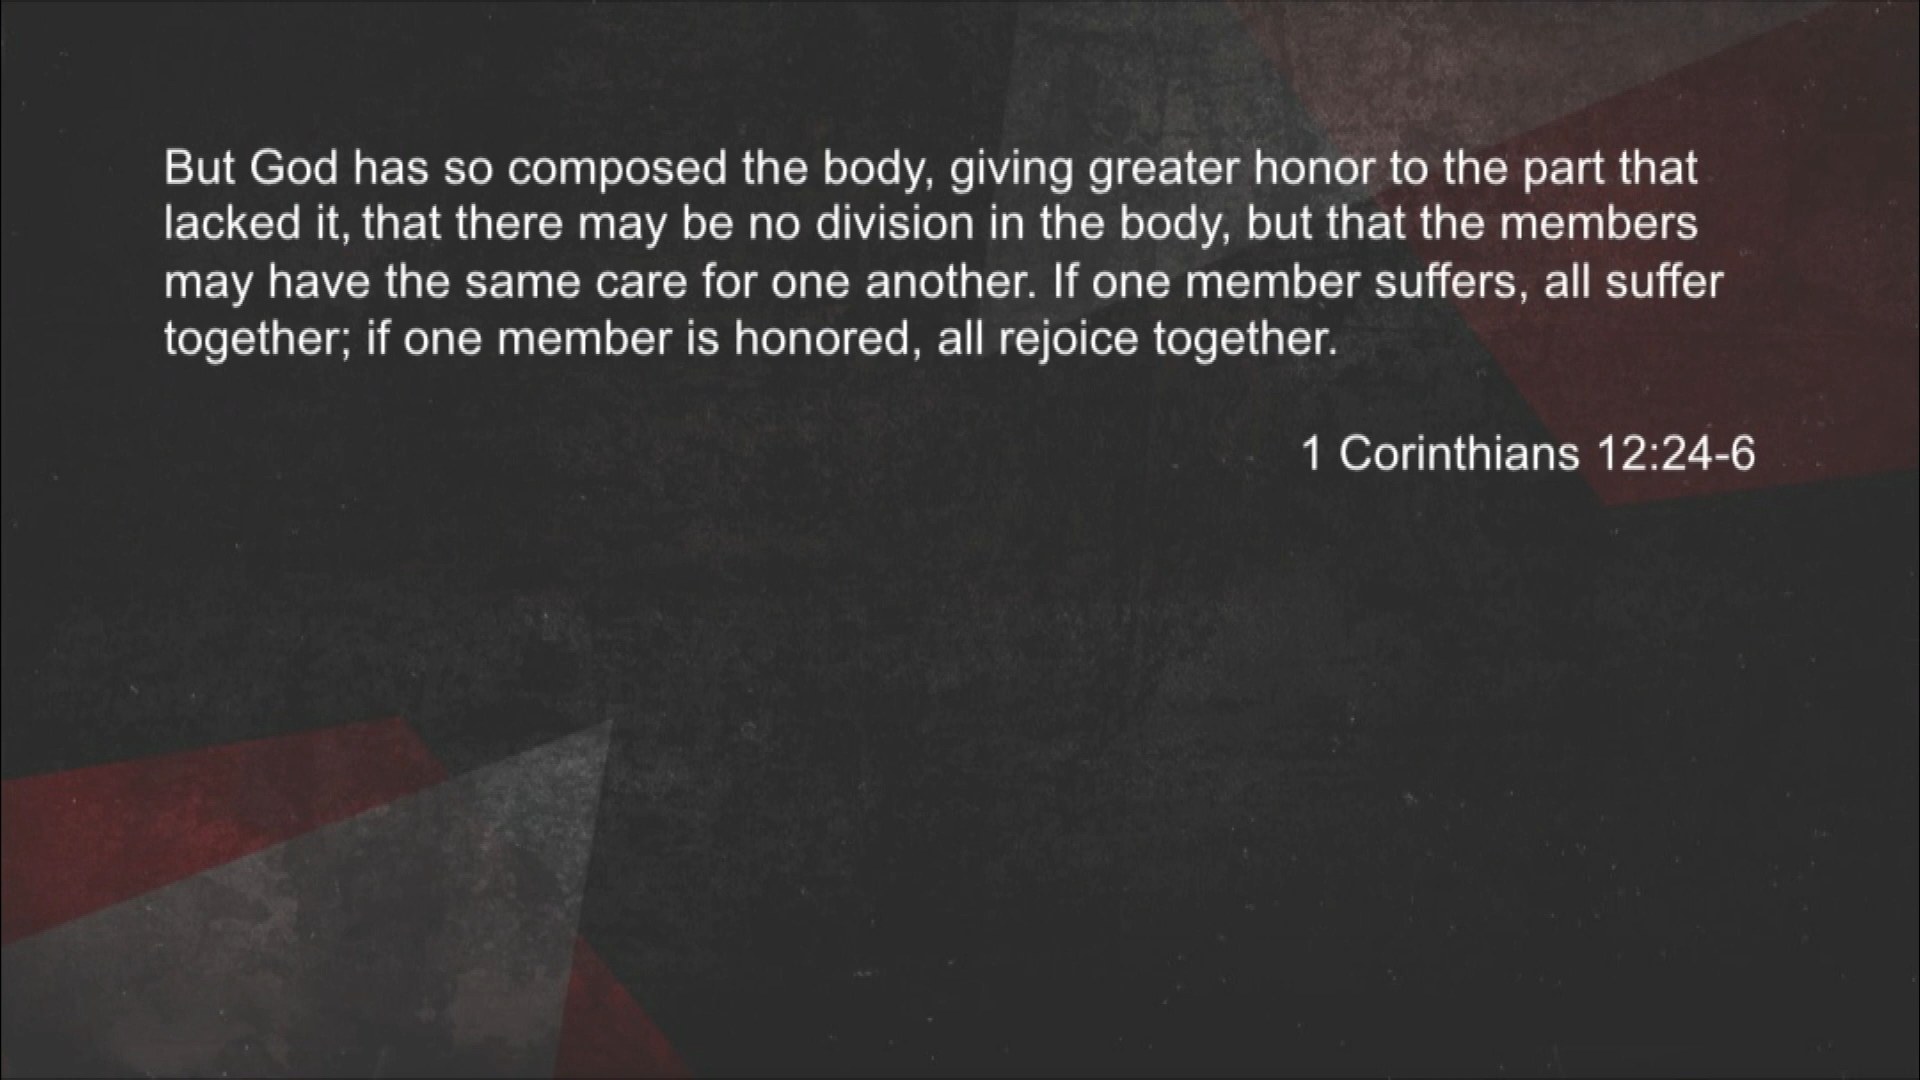 But God has so composed the body, giving greater honor to the part that
lacked it, that there may be no division in the body, but that the members
may have the same care for one another. If one member suffers, all suffer
together; if one member is honored, all rejoice together.
1 Corinthians 12:24-6